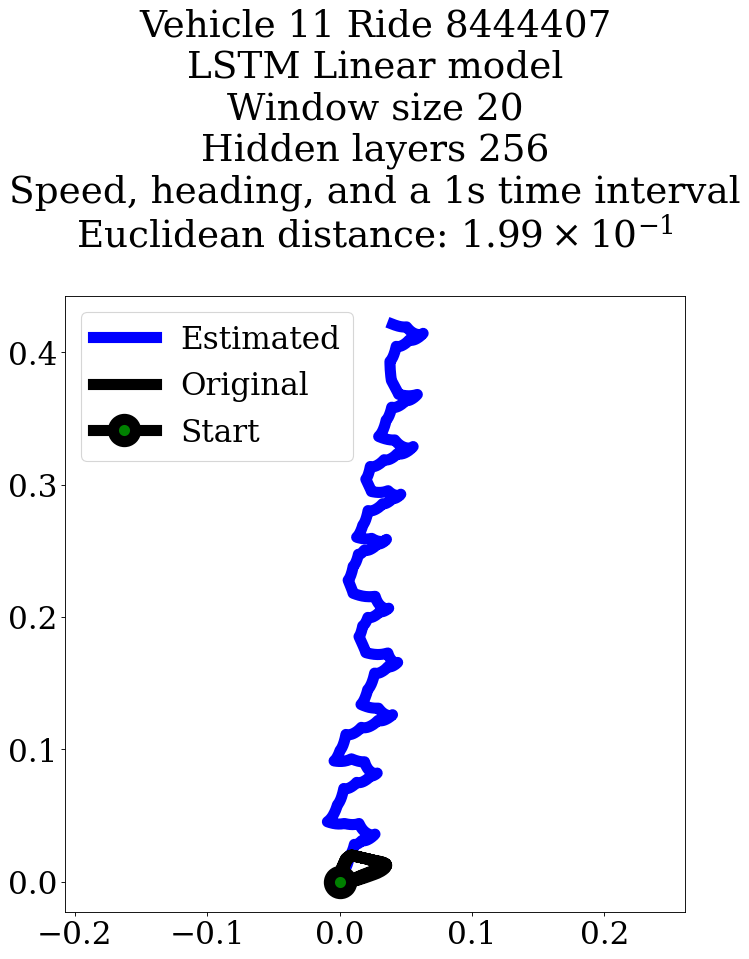 Vehicle 11 Ride 8444407
LSTM Linear model
Window size 20
Hidden layers 256
Speed, heading, and a 1s time interval
Euclidean distance: 1.99 × 10⁻¹
Estimated
Original
Start
0.4
0.3
0.2
0.1
0.0
−0.2
−0.1
0.0
0.1
0.2